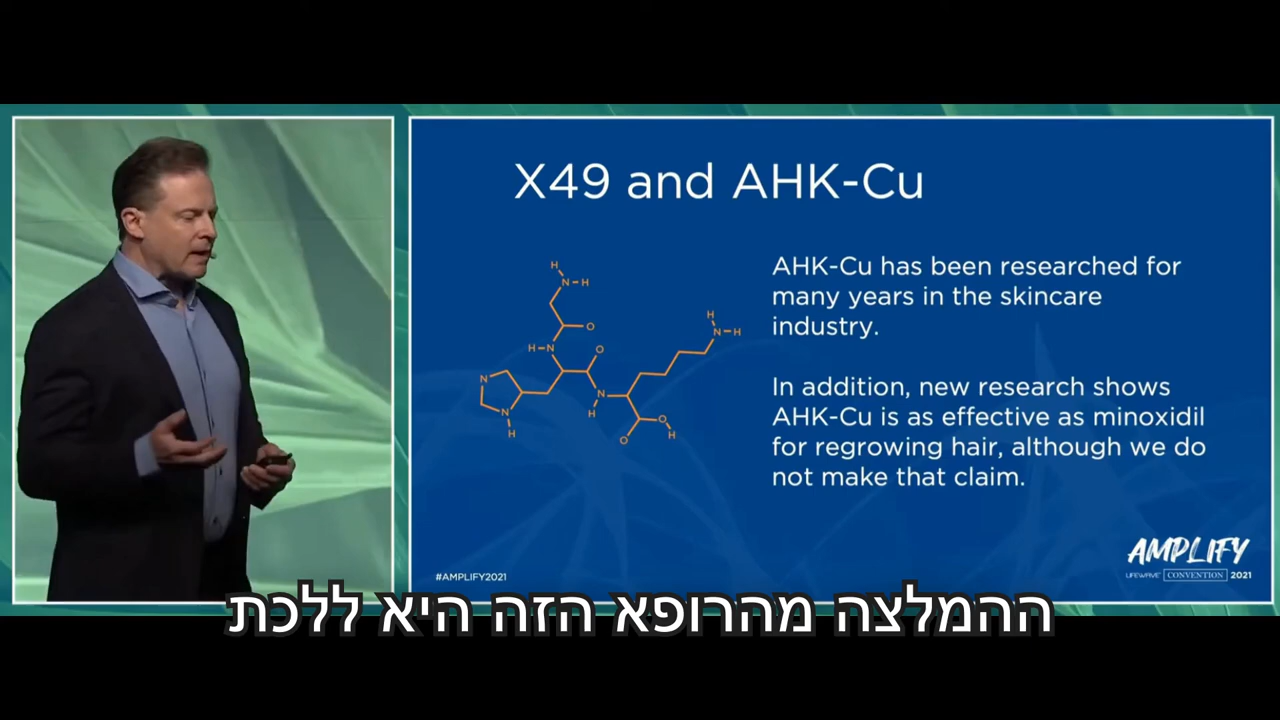 X49 and AHK-Cu
AHK-Cu has been researched for
many years in the skincare
industry.
In addition, new research shows
AHK-Cu is as effective as minoxidil
for regrowing hair, although we do
not make that claim.
H
N-H
O
H-N
O
H
N-H
N
N
H
N
H
O
O
H
#AMPLIFY2021
AMPLIFY
LIFEWAVE CONVENTION 2021
ההמלצה מהרופא הזה היא ללכת